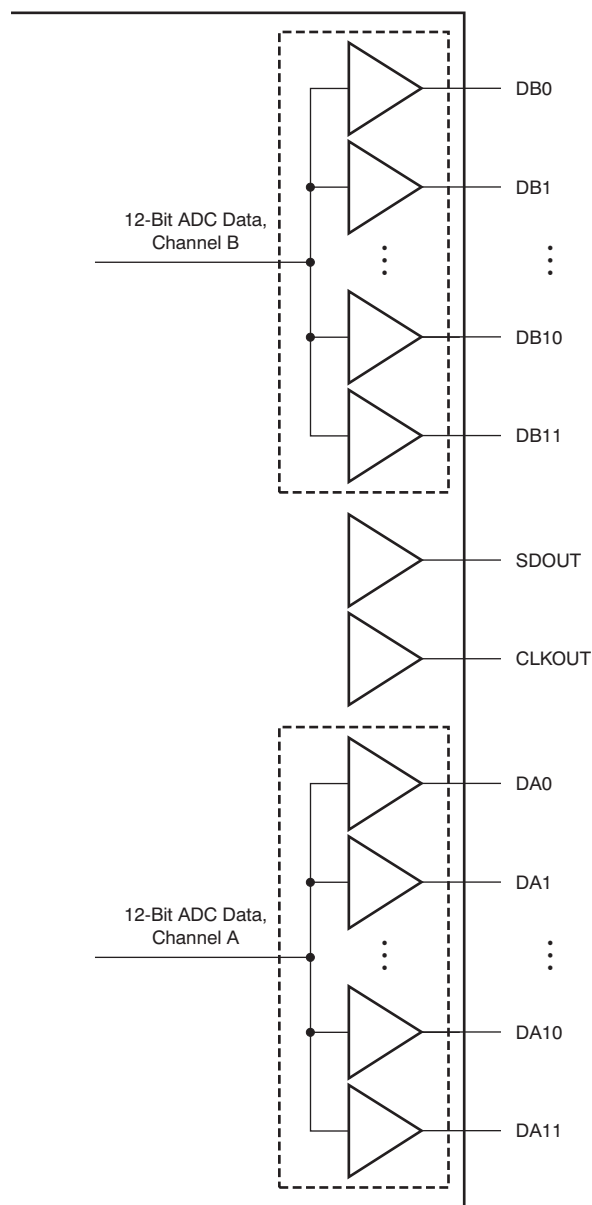 DB0
DB1
12-Bit ADC Data,
Channel B
DB10
DB11
SDOUT
CLKOUT
DA0
DA1
12-Bit ADC Data,
Channel A
DA10
DA11